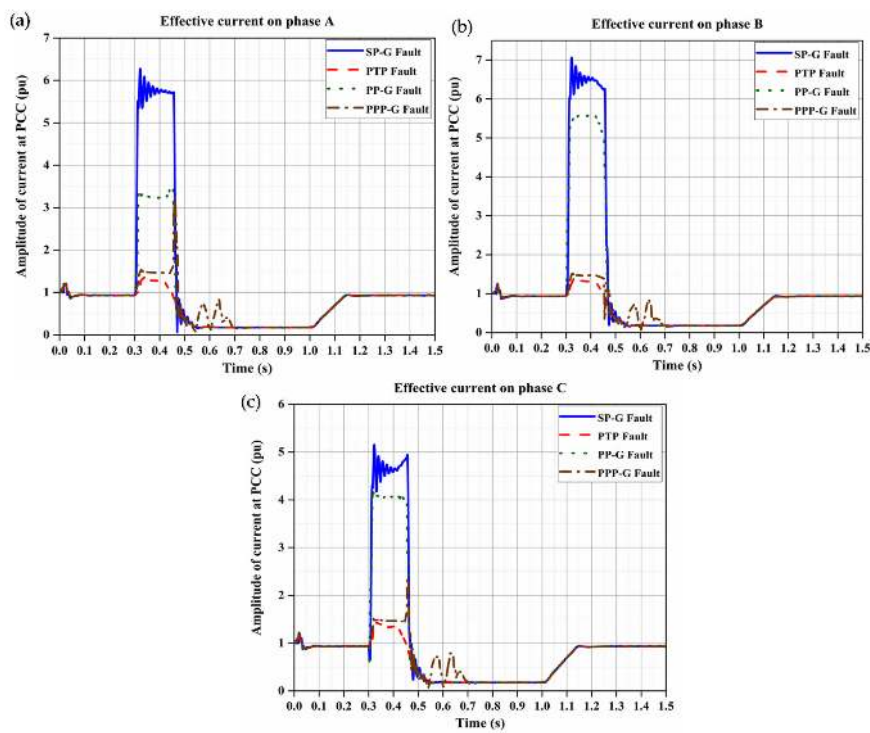 (a)
Effective current on phase A
Amplitude of current at PCC (pu)
7
6
5
4
3
2
1
0
SP-G Fault
PTP Fault
PP-G Fault
PPP-G Fault
0.0 0.1 0.2 0.3 0.4 0.5 0.6 0.7 0.8 0.9 1.0 1.1 1.2 1.3 1.4 1.5
Time (s)
(b)
Effective current on phase B
Amplitude of current at PCC (pu)
7
6
5
4
3
2
1
0
SP-G Fault
PTP Fault
PP-G Fault
PPP-G Fault
0.0 0.1 0.2 0.3 0.4 0.5 0.6 0.7 0.8 0.9 1.0 1.1 1.2 1.3 1.4 1.5
Time (s)
(c)
Effective current on phase C
Amplitude of current at PCC (pu)
6
5
4
3
2
1
0
SP-G Fault
PTP Fault
PP-G Fault
PPP-G Fault
0.0 0.1 0.2 0.3 0.4 0.5 0.6 0.7 0.8 0.9 1.0 1.1 1.2 1.3 1.4 1.5
Time (s)